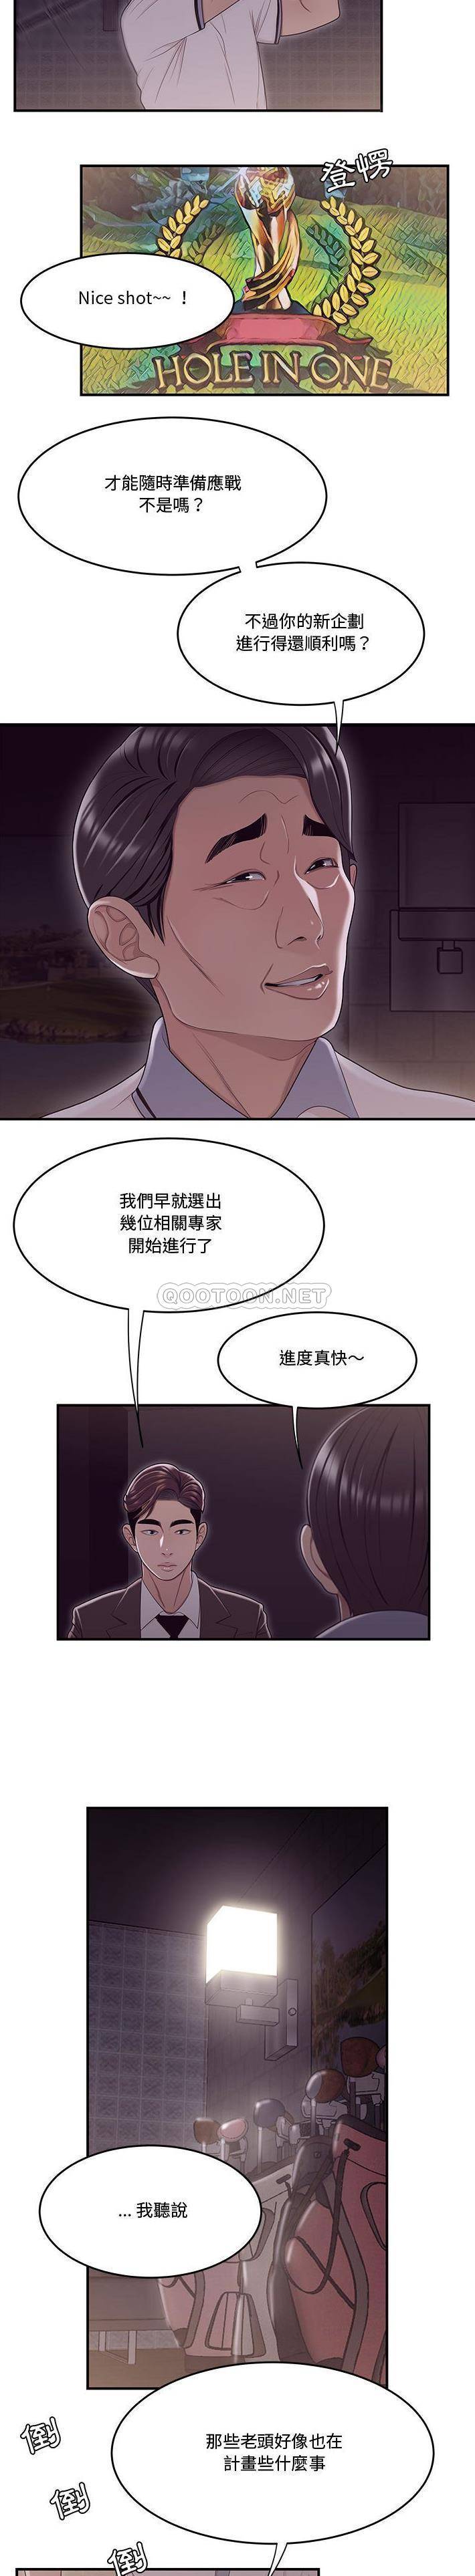 登愣
Nice shot~~ !
HOLE IN ONE
才能隨時準備應戰
不是嗎？
不過你的新企劃
進行得還順利嗎？
我們早就選出
幾位相關專家
開始進行了
QOOTOON.NET
進度真快～
... 我聽說
那些老頭好像也在
計畫些什麼事
倒
倒
倒